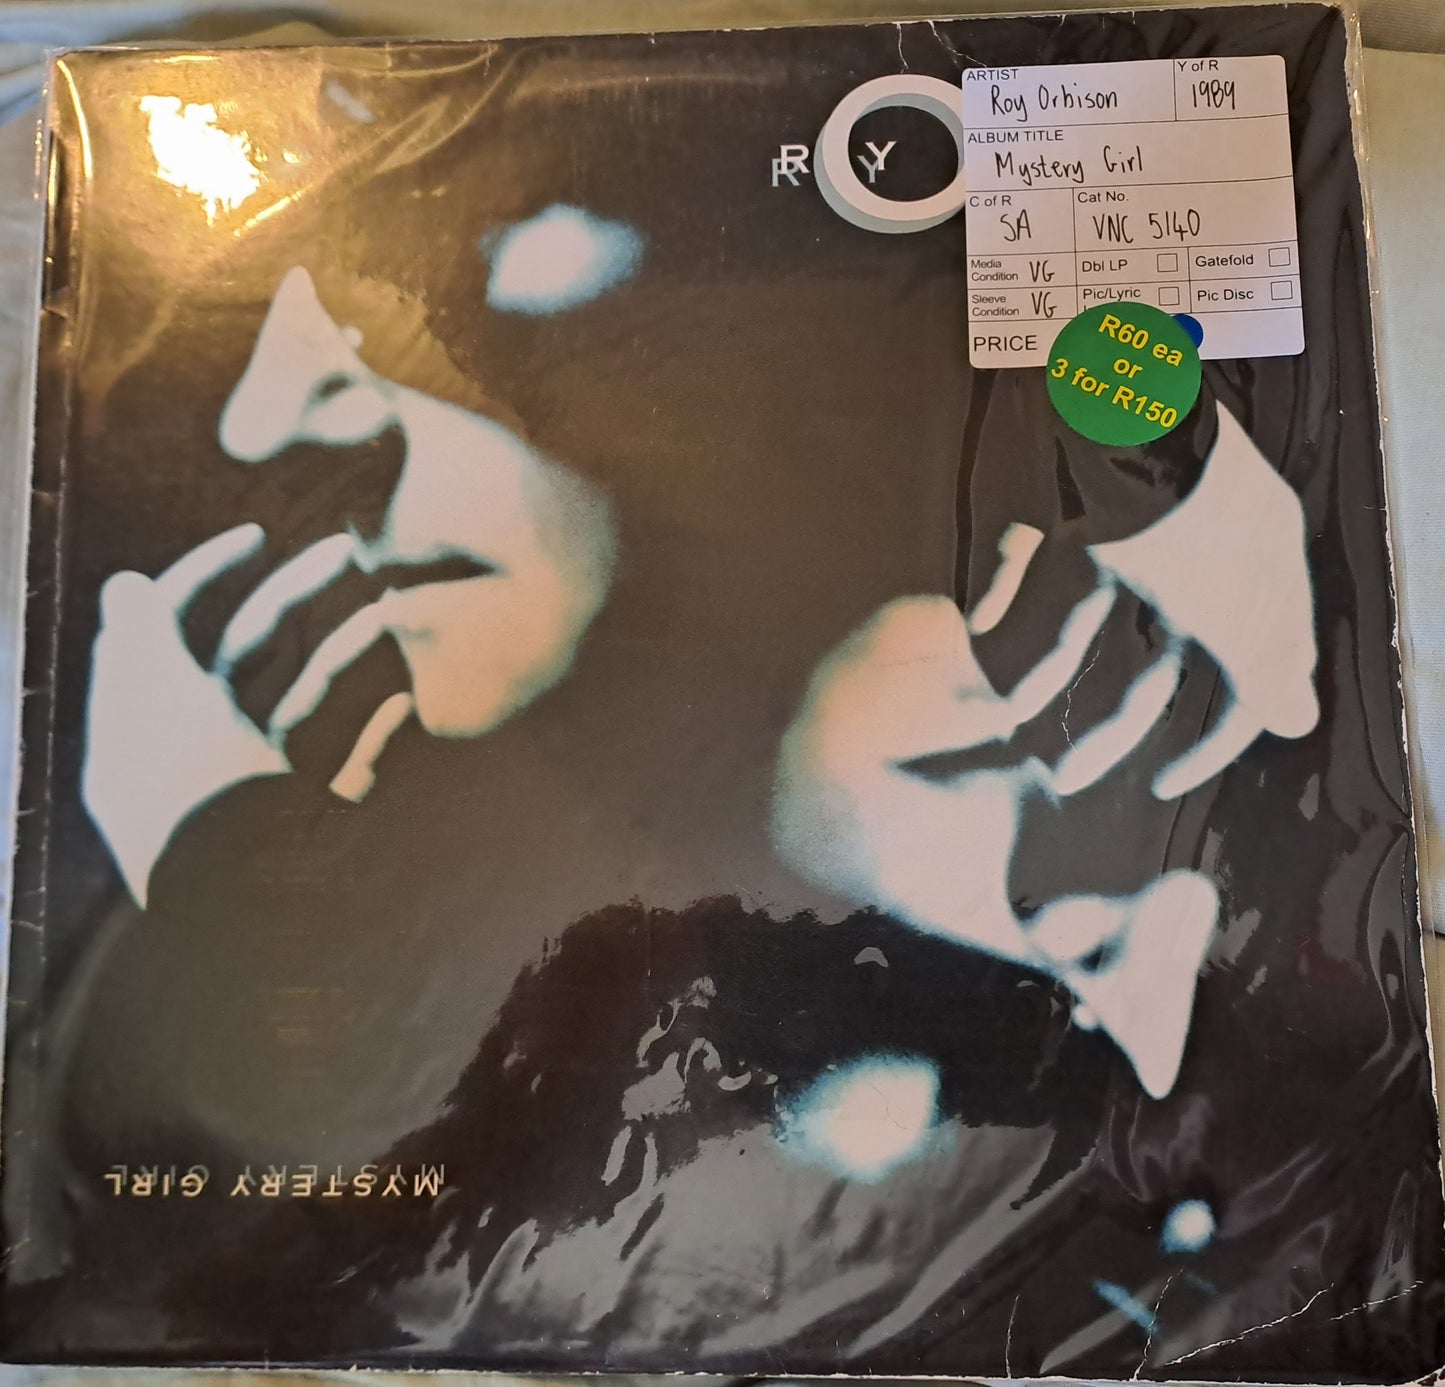 ROY O
ARTIST
Roy Orbison
Y of R
1989
ALBUM TITLE
Mystery Girl
C of R
SA
Cat No.
VNC 5140
Media Condition VG
Dbl LP
Gatefold
Sleeve Condition VG
Pic/Lyric
Pic Disc
PRICE
R60 ea
or
3 for R150
MYSTERY GIRL